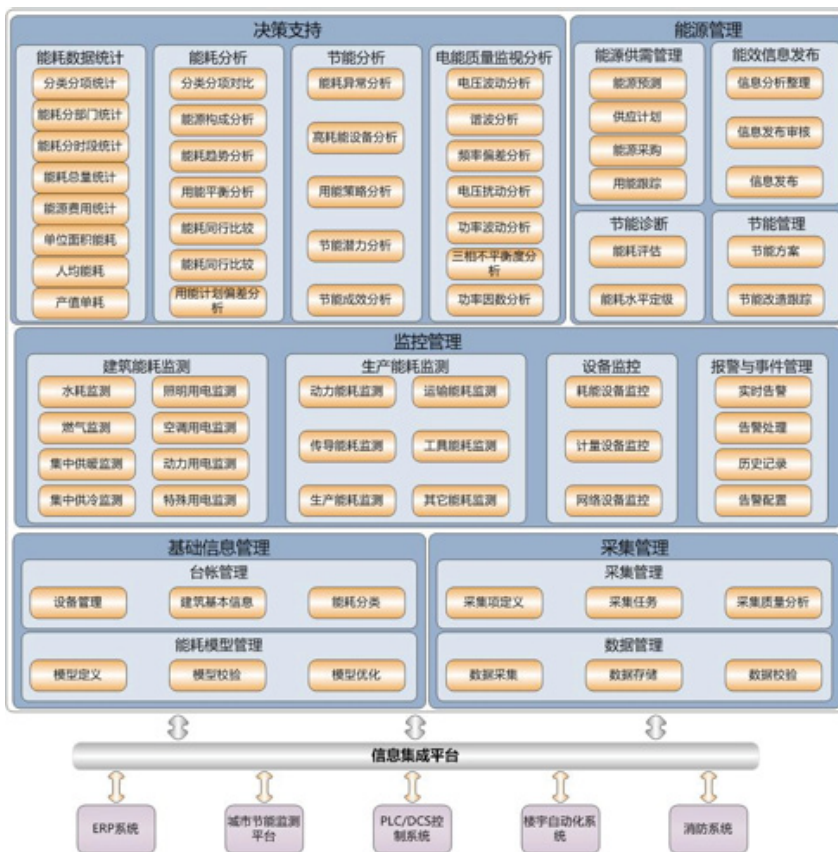 决策支持
能耗数据统计
分类分项统计
能耗分部门统计
能耗分时段统计
能耗总量统计
能源费用统计
单位面积能耗
人均能耗
产值单耗
能耗分析
分类分项对比
能源构成分析
能耗趋势分析
用能平衡分析
能耗同行比较
能耗同行比较
用能计划偏差分
析
节能分析
能耗异常分析
高耗能设备分析
用能策略分析
节能潜力分析
节能成效分析
电能质量监视分析
电压波动分析
谐波分析
频率偏差分析
电压扰动分析
功率波动分析
三相不平衡度分
析
功率因数分析
能源管理
能源供需管理
能源预测
供应计划
能源采购
用能跟踪
能效信息发布
信息分析整理
信息发布审核
信息发布
节能诊断
能耗评估
能耗水平定级
节能管理
节能方案
节能改造跟踪
监控管理
建筑能耗监测
水耗监测
照明用电监测
燃气监测
空调用电监测
集中供暖监测
动力用电监测
集中供冷监测
特殊用电监测
生产能耗监测
动力能耗监测
运输能耗监测
传导能耗监测
工具能耗监测
生产能耗监测
其它能耗监测
设备监控
耗能设备监控
计量设备监控
网络设备监控
报警与事件管理
实时告警
告警处理
历史记录
告警配置
基础信息管理
台帐管理
设备管理
建筑基本信息
能耗分类
能耗模型管理
模型定义
模型校验
模型优化
采集管理
采集管理
采集项定义
采集任务
采集质量分析
数据管理
数据采集
数据存储
数据校验
信息集成平台
ERP系统
城市节能监测
平台
PLC/DCS控
制系统
楼宇自动化系
统
消防系统